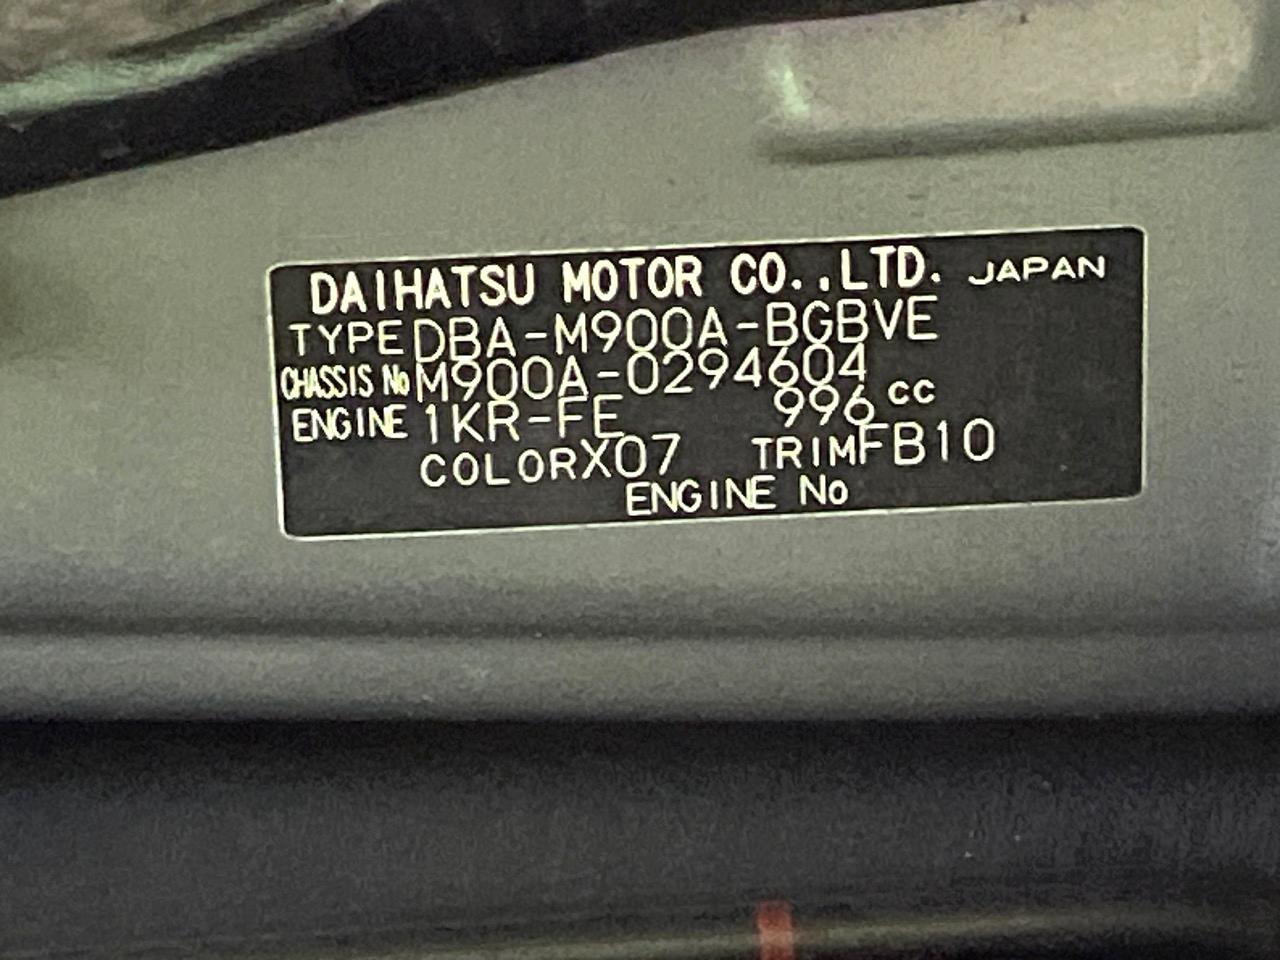 DAIHATSU MOTOR CO.,LTD. JAPAN
TYPE DBA-M900A-BGBVE
CHASSIS No M900A-0294604
ENGINE 1KR-FE 996 cc
COLOR X07 TRIM FB10
ENGINE No